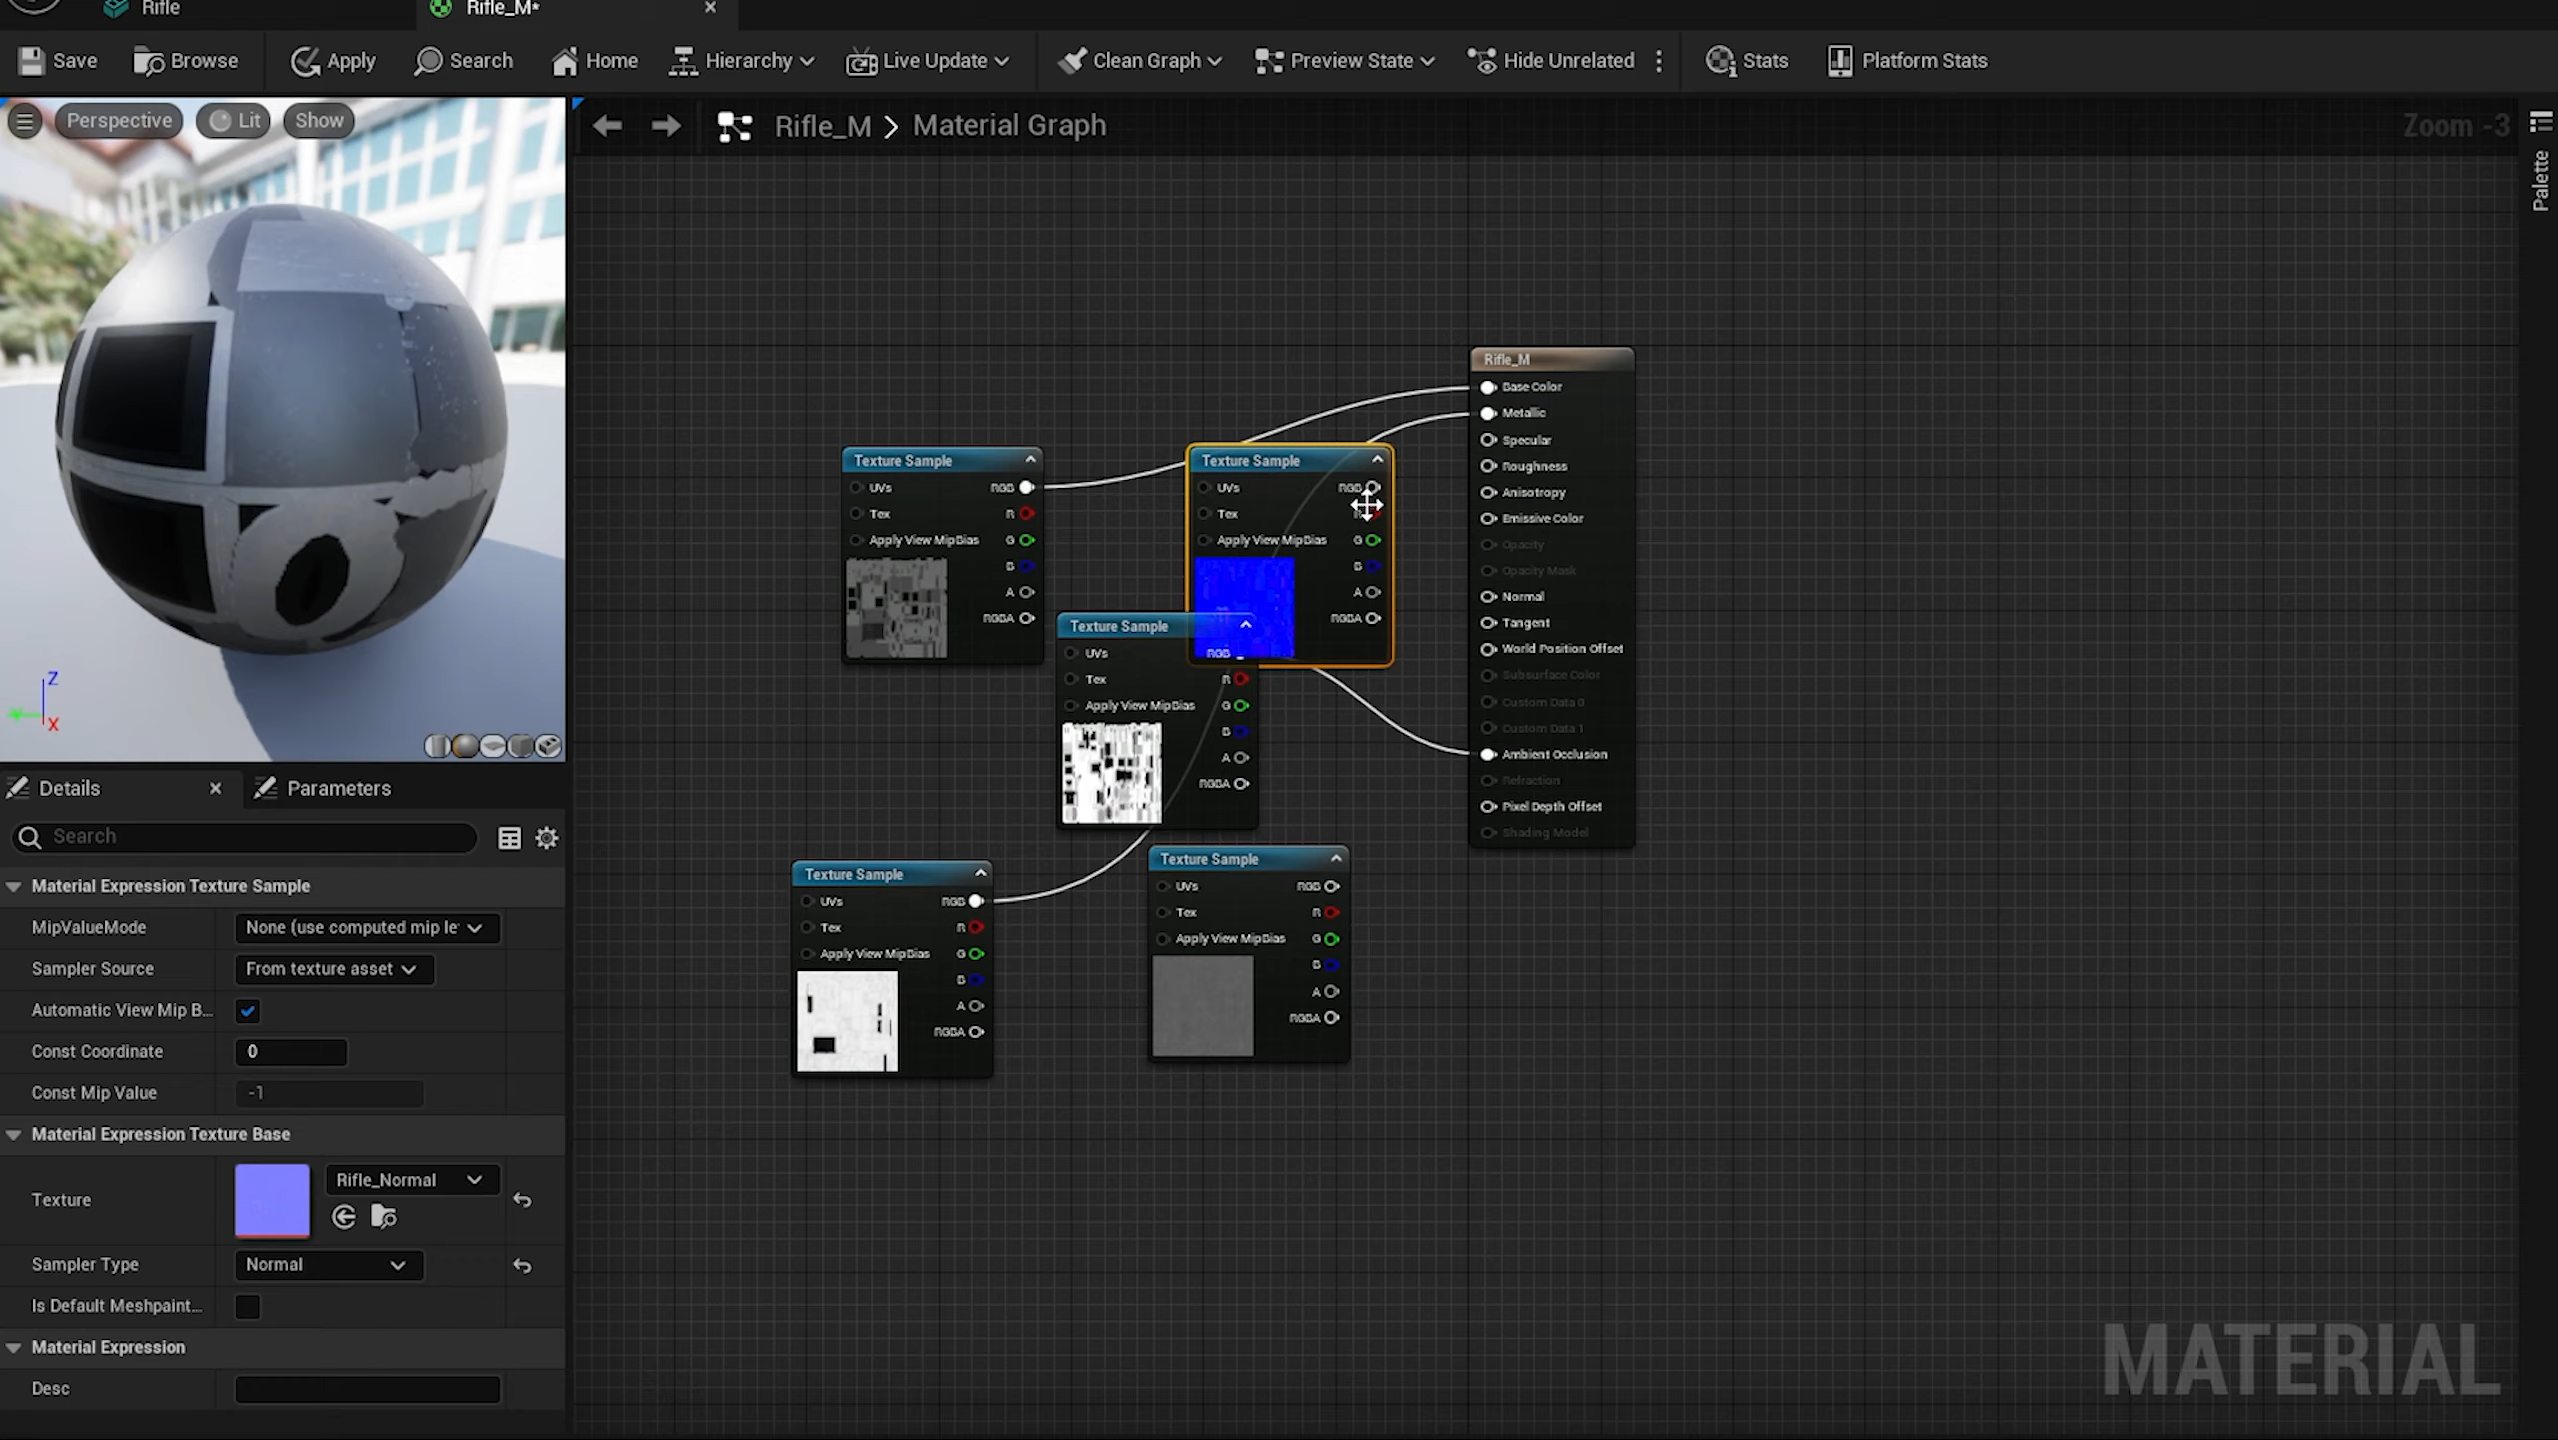 Rifle
Rifle_M*
Save
Browse
Apply
Search
Home
Hierarchy
Live Update
Clean Graph
Preview State
Hide Unrelated
Stats
Platform Stats
Perspective
Lit
Show
Rifle_M > Material Graph
Zoom -3
Palette
Z
X
Rifle_M
Base Color
Metallic
Specular
Roughness
Anisotropy
Emissive Color
Opacity
Opacity Mask
Normal
Tangent
World Position Offset
Subsurface Color
Custom Data 0
Custom Data 1
Ambient Occlusion
Refraction
Pixel Depth Offset
Shading Model
Texture Sample
UVs RGB
Tex R
Apply View MipBias G
B
A
RGBA
Texture Sample
UVs RGB
Tex
Apply View MipBias G
B
A
RGBA
Texture Sample
UVs RGB
Tex R
Apply View MipBias G
B
A
RGBA
Texture Sample
UVs RGB
Tex R
Apply View MipBias G
B
A
RGBA
Texture Sample
UVs RGB
Tex R
Apply View MipBias G
B
A
RGBA
Details
Parameters
Search
Material Expression Texture Sample
MipValueMode None (use computed mip le
Sampler Source From texture asset
Automatic View Mip B...
Const Coordinate 0
Const Mip Value -1
Material Expression Texture Base
Texture Rifle_Normal
Sampler Type Normal
Is Default Meshpaint...
Material Expression
Desc
MATERIAL